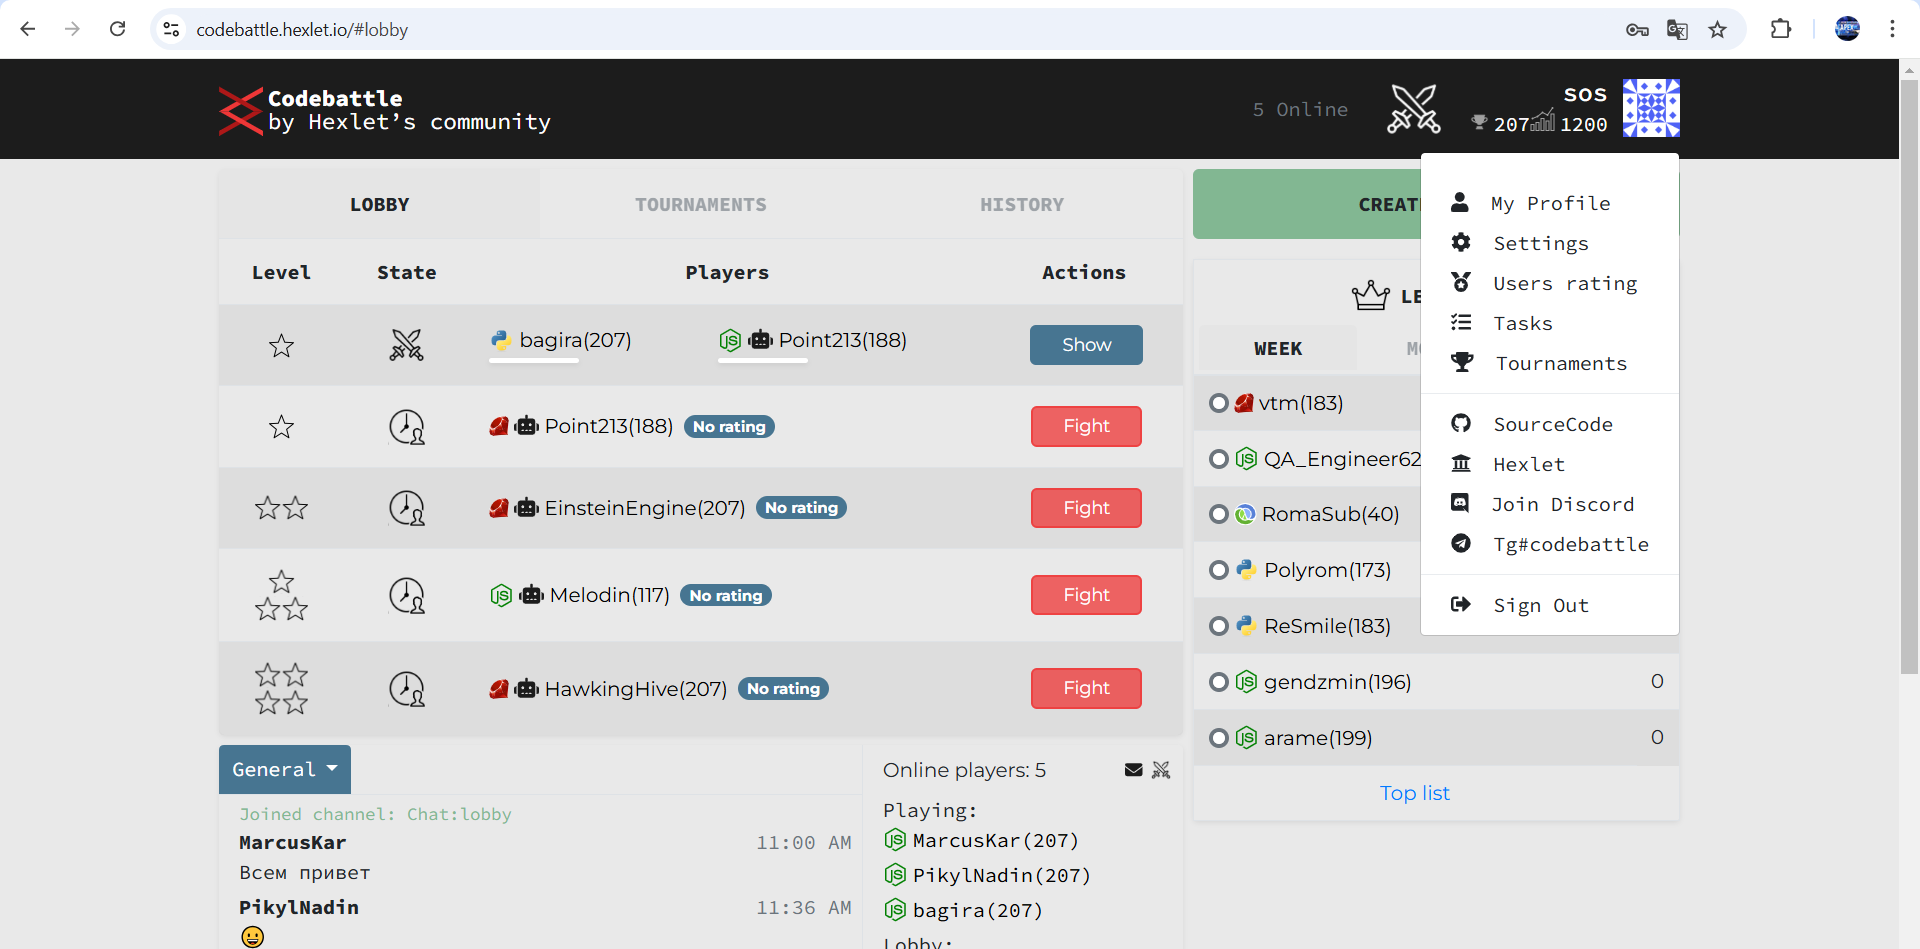 codebattle.hexlet.io/#lobby
Codebattle
by Hexlet’s community
5 Online
SOS
207 1200
LOBBY TOURNAMENTS HISTORY
Level State Players Actions
bagira(207) Point213(188) Show
Point213(188) No rating Fight
EinsteinEngine(207) No rating Fight
Melodin(117) No rating Fight
HawkingHive(207) No rating Fight
General
Joined channel: Chat:lobby
MarcusKar 11:00 AM
Всем привет
PikylNadin 11:36 AM
😀
Online players: 5
Playing:
MarcusKar(207)
PikylNadin(207)
bagira(207)
Lobby:
WEEK
vtm(183)
QA_Engineer62
RomaSub(40)
Polyrom(173)
ReSmile(183)
gendzmin(196) 0
arame(199) 0
Top list
My Profile
Settings
Users rating
Tasks
Tournaments
SourceCode
Hexlet
Join Discord
Tg#codebattle
Sign Out